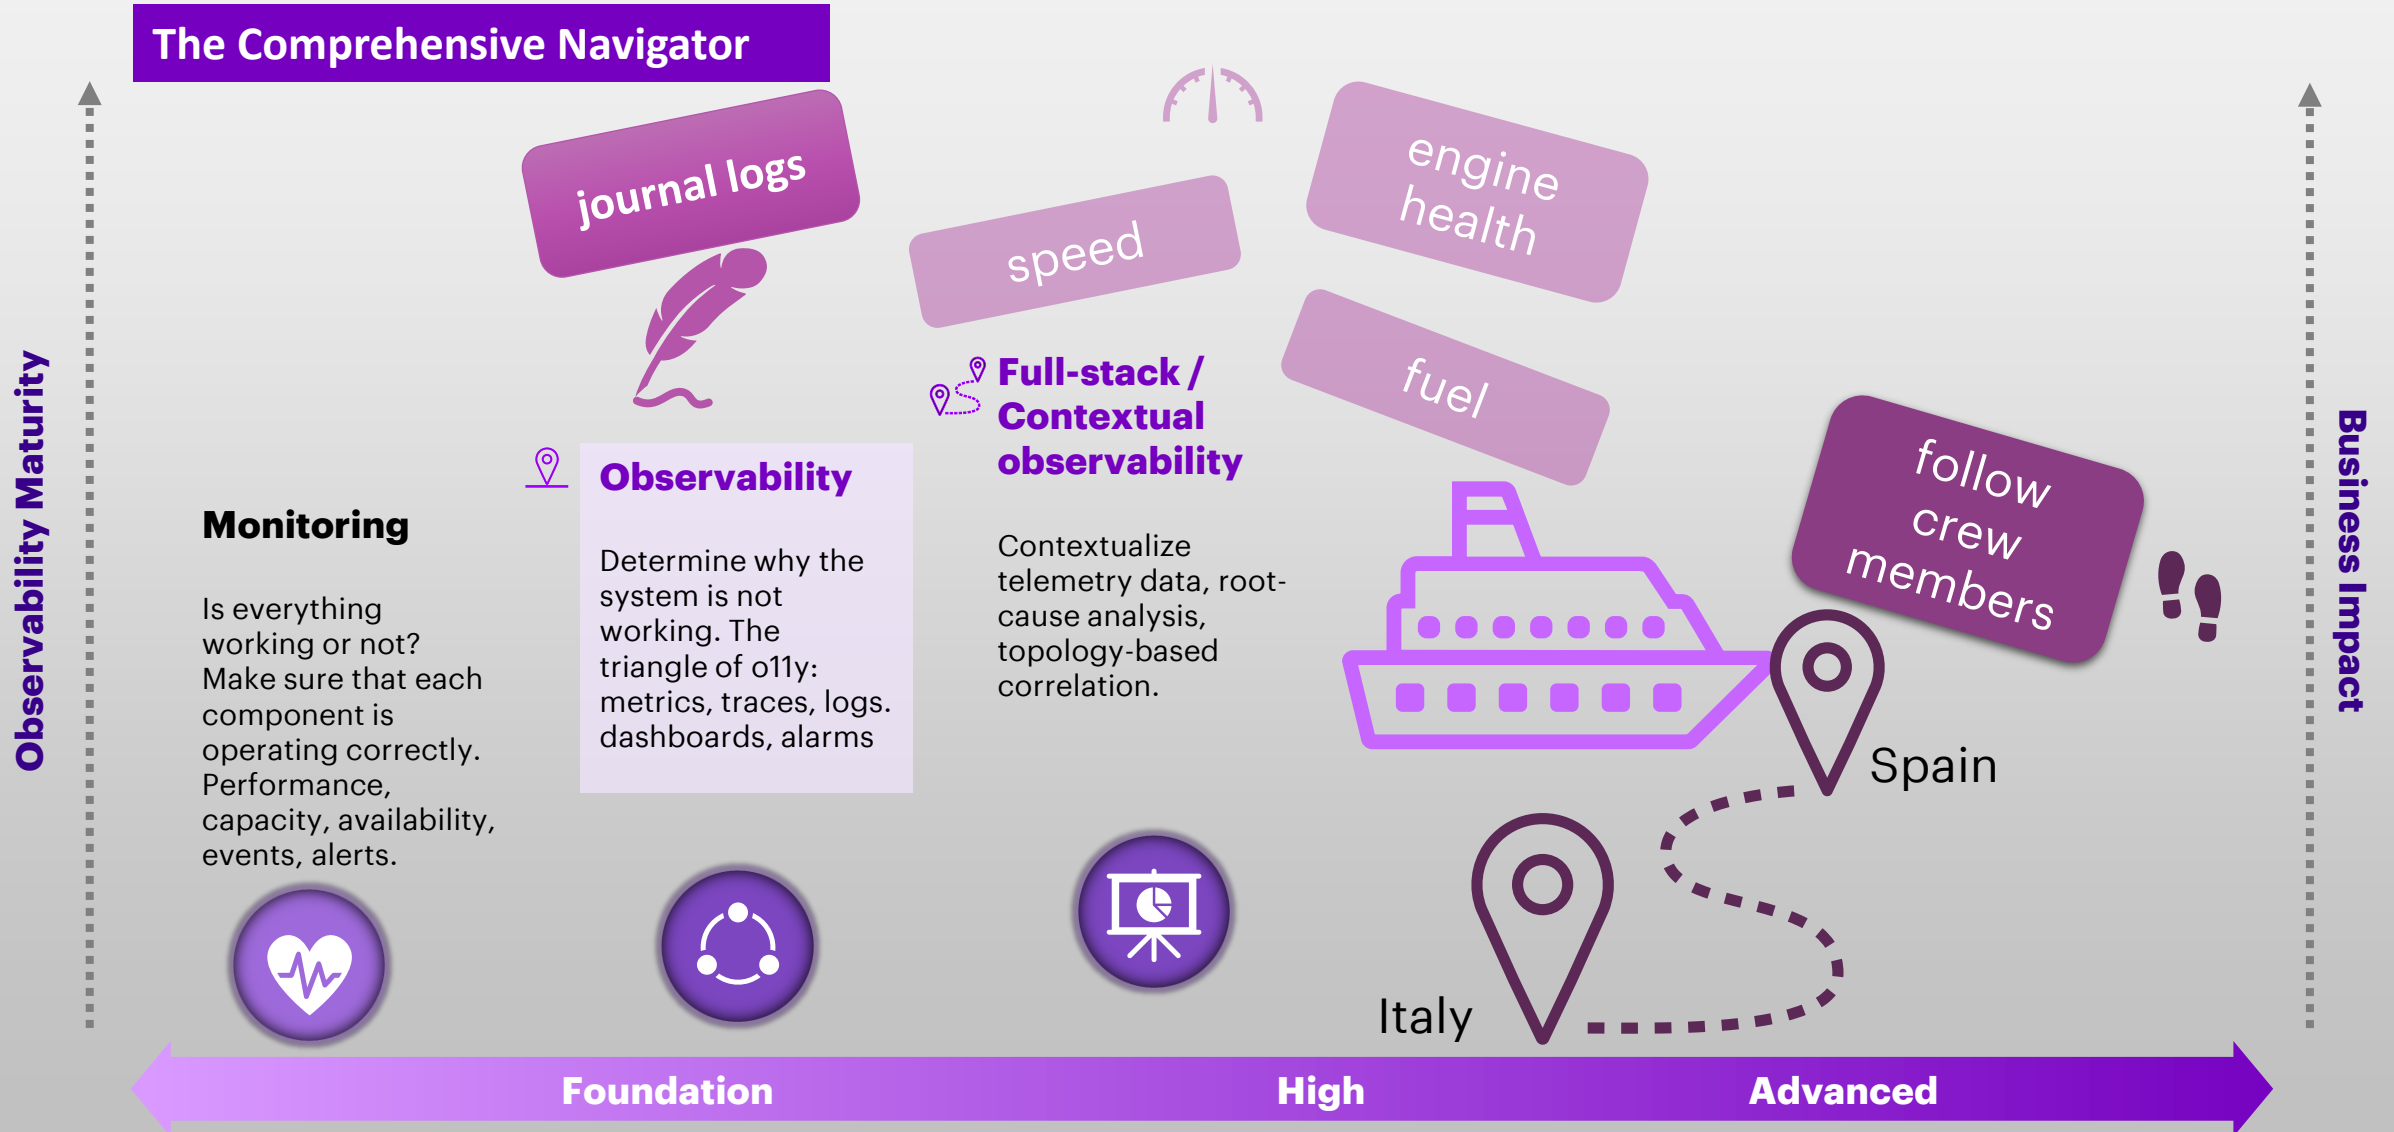 The Comprehensive Navigator
journal logs
speed
engine
health
fuel
follow
crew
members
Observability Maturity
Monitoring
Is everything
working or not?
Make sure that each
component is
operating correctly.
Performance,
capacity, availability,
events, alerts.
Observability
Determine why the
system is not
working. The
triangle of o11y:
metrics, traces, logs.
dashboards, alarms
Full-stack /
Contextual
observability
Contextualize
telemetry data, root-
cause analysis,
topology-based
correlation.
Spain
Italy
Business Impact
Foundation
High
Advanced